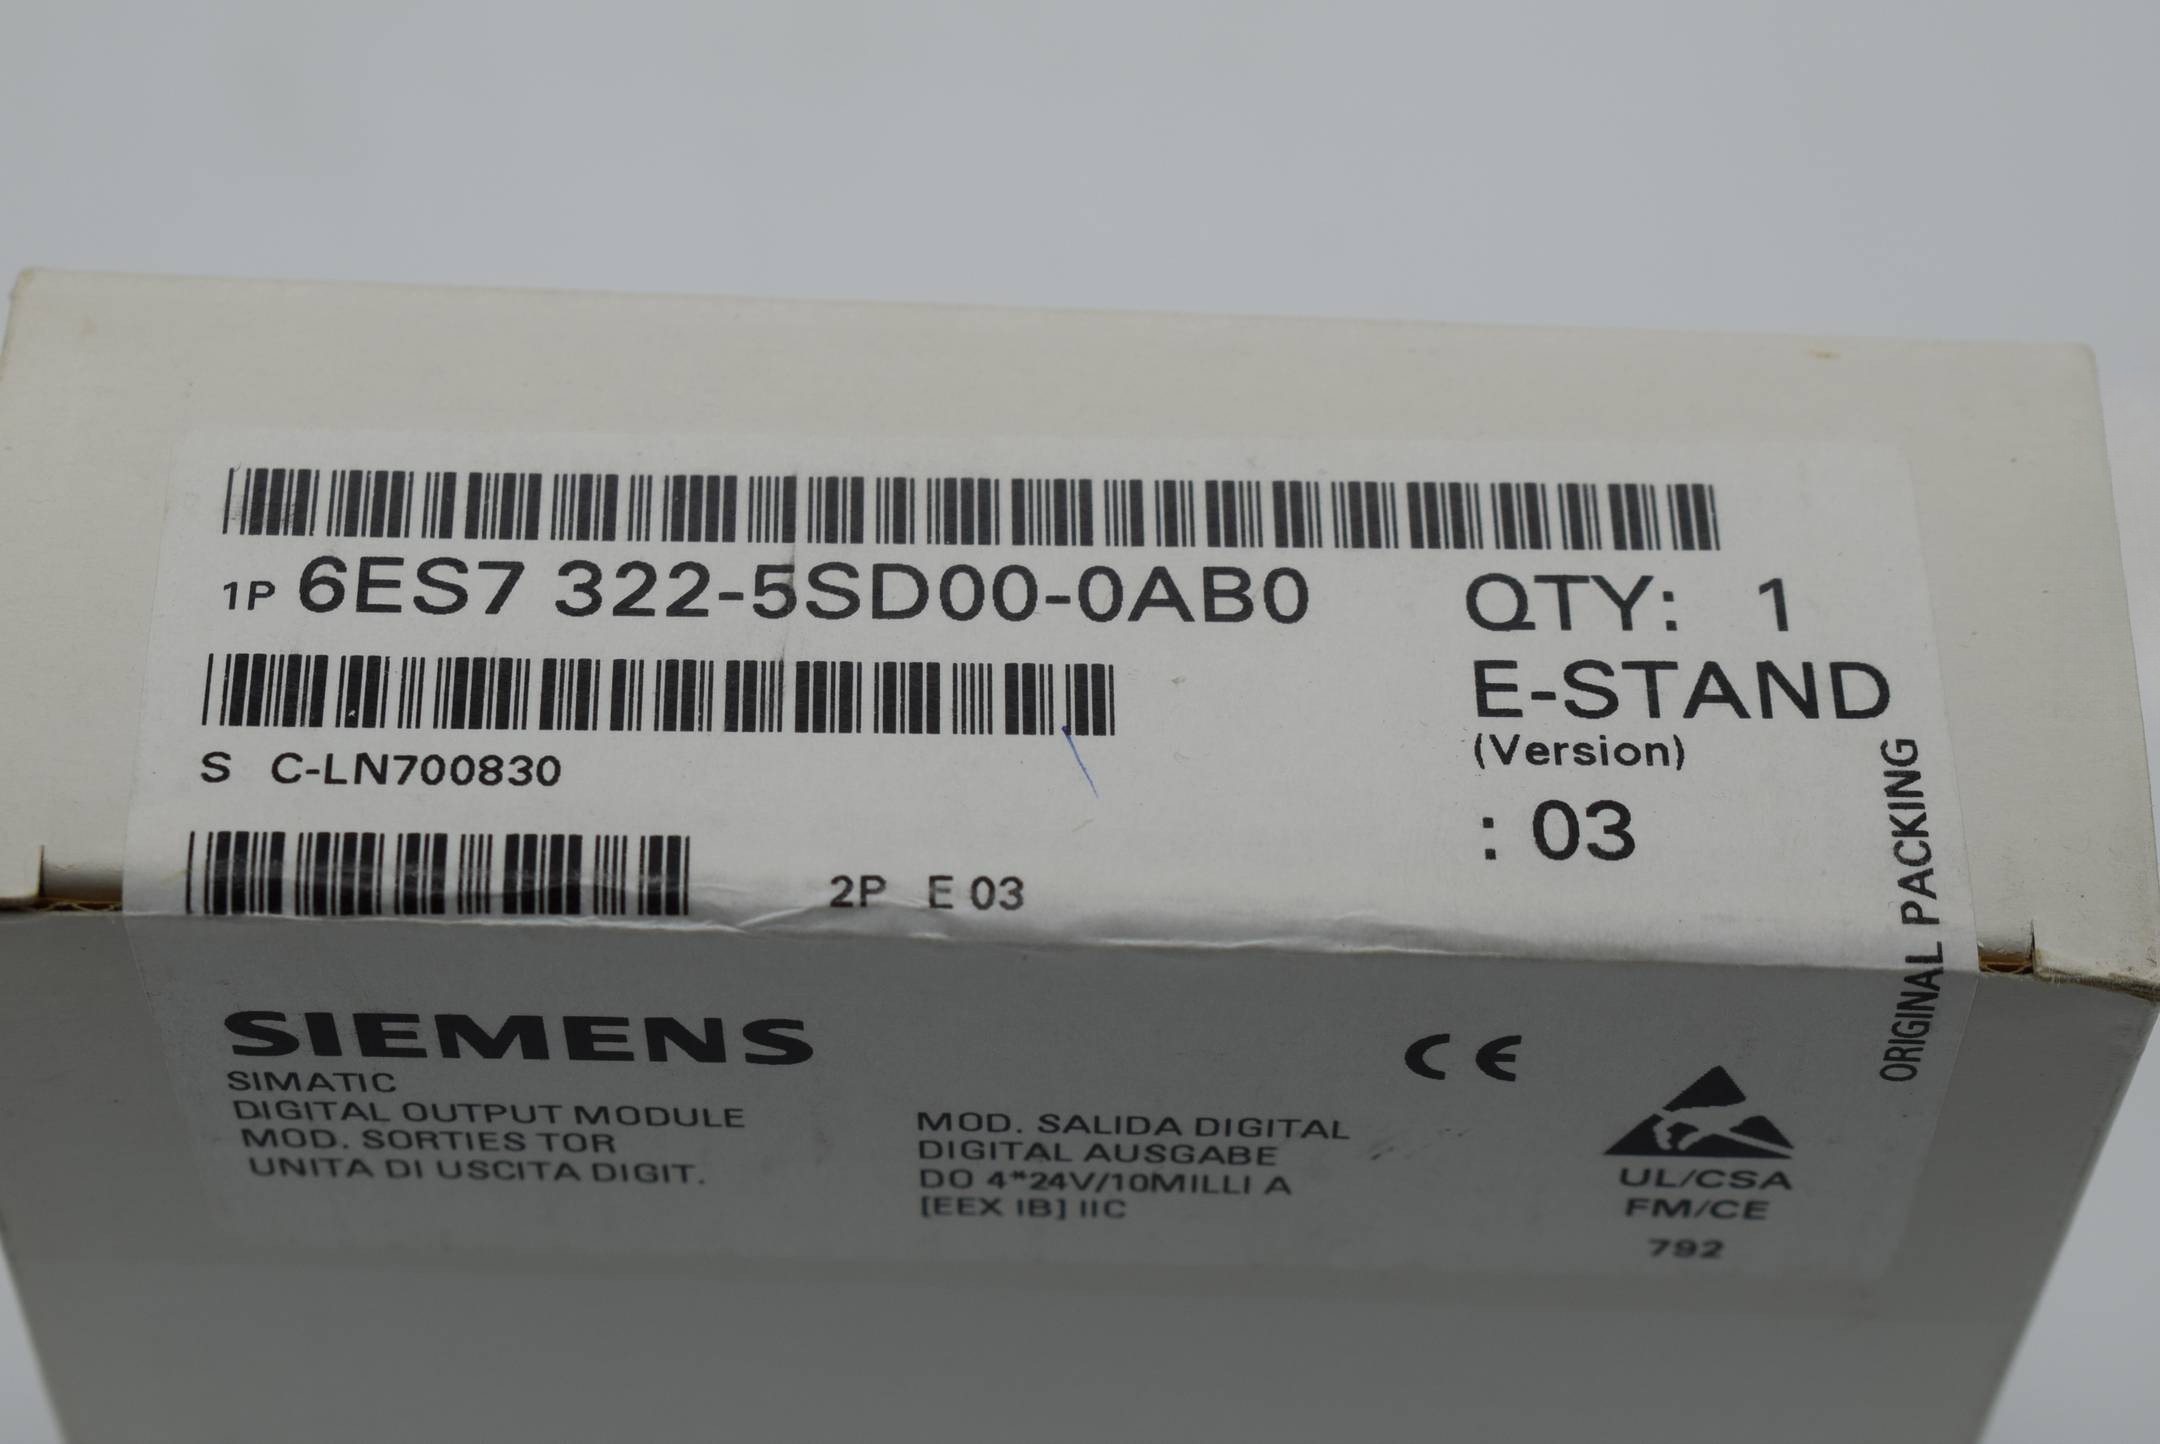 1P 6ES7 322-5SD00-0AB0
QTY: 1
E-STAND
(Version)
: 03
S C-LN700830
2P E 03
ORIGINAL PACKING
SIEMENS
SIMATIC
DIGITAL OUTPUT MODULE
MOD. SORTIES TOR
UNITA DI USCITA DIGIT.
MOD. SALIDA DIGITAL
DIGITAL AUSGABE
DO 4*24V/10MILLI A
[EEX IB] IIC
CE
UL/CSA
FM/CE
792